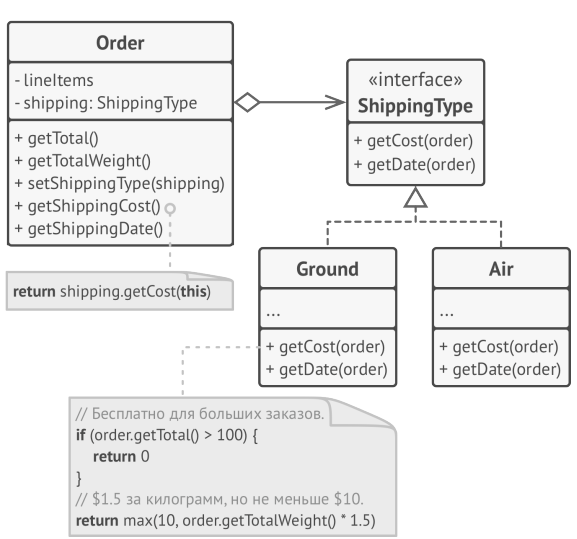 Order
- lineItems
- shipping: ShippingType
+ getTotal()
+ getTotalWeight()
+ setShippingType(shipping)
+ getShippingCost()
+ getShippingDate()
return shipping.getCost(this)
«interface»
ShippingType
+ getCost(order)
+ getDate(order)
Ground
...
+ getCost(order)
+ getDate(order)
Air
...
+ getCost(order)
+ getDate(order)
// Бесплатно для больших заказов.
if (order.getTotal() > 100) {
return 0
}
// $1.5 за килограмм, но не меньше $10.
return max(10, order.getTotalWeight() * 1.5)